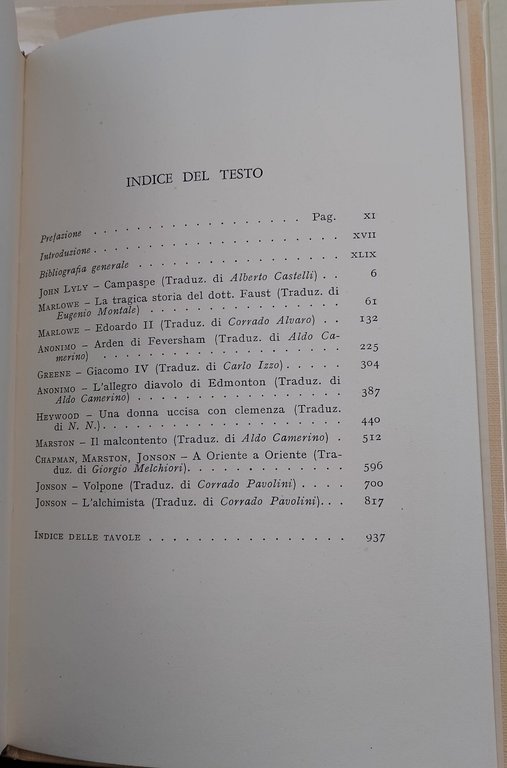 INDICE DEL TESTO
Prefazione . . . . . . . . . . . . . . . . . . Pag. XI
Introduzione . . . . . . . . . . . . . . . . . . XVII
Bibliografia generale . . . . . . . . . . . . . . . XLIX
JOHN LYLY – Campaspe (Traduz. di Alberto Castelli) . . 6
MARLOWE – La tragica storia del dott. Faust (Traduz. di
Eugenio Montale) . . . . . . . . . . . . . . . . 61
MARLOWE – Edoardo II (Traduz. di Corrado Alvaro) . . 132
ANONIMO – Arden di Feversham (Traduz. di Aldo Ca-
merino) . . . . . . . . . . . . . . . . . . 225
GREENE – Giacomo IV (Traduz. di Carlo Izzo) . . . . . 304
ANONIMO – L'allegro diavolo di Edmonton (Traduz. di
Aldo Camerino) . . . . . . . . . . . . . . . . 387
HEYWOOD – Una donna uccisa con clemenza (Traduz.
di N. N.) . . . . . . . . . . . . . . . . . . 440
MARSTON – Il malcontento (Traduz. di Aldo Camerino) . 512
CHAPMAN, MARSTON, JONSON – A Oriente a Oriente (Tra-
duz. di Giorgio Melchiori). . . . . . . . . . . . 596
JONSON – Volpone (Traduz. di Corrado Pavolini) . . . . 700
JONSON – L'alchimista (Traduz. di Corrado Pavolini). . . 817
INDICE DELLE TAVOLE . . . . . . . . . . . . . . . 937